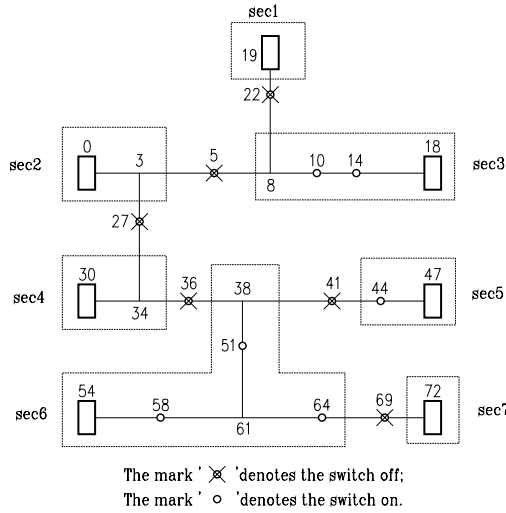 sec1
19
22
0
3
5
10
14
18
sec2
sec3
8
27
30
36
38
41
44
47
sec4
sec5
34
51
54
58
64
69
72
sec6
sec7
61
The mark ' ' denotes the switch off;
The mark ' ' denotes the switch on.